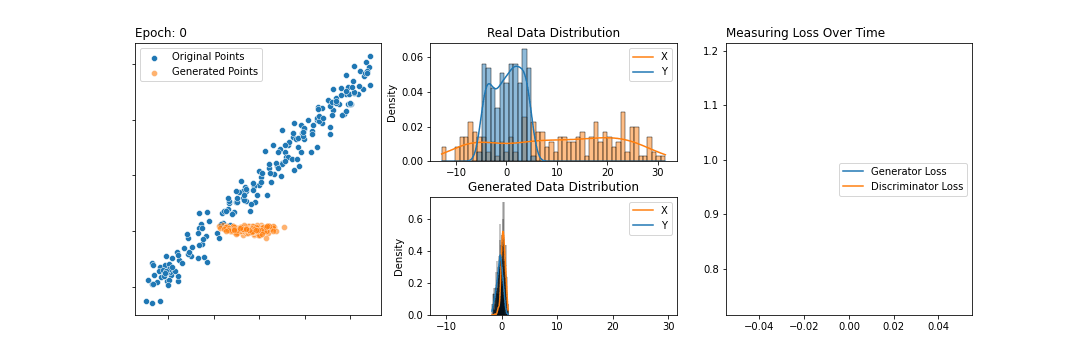 Epoch: 0
Original Points
Generated Points
Real Data Distribution
Density
0.06
0.04
0.02
0.00
X
Y
−10 0 10 20 30
Generated Data Distribution
Density
0.6
0.4
0.2
0.0
X
Y
−10 0 10 20 30
Measuring Loss Over Time
1.2
1.1
1.0
0.9
0.8
Generator Loss
Discriminator Loss
−0.04 −0.02 0.00 0.02 0.04